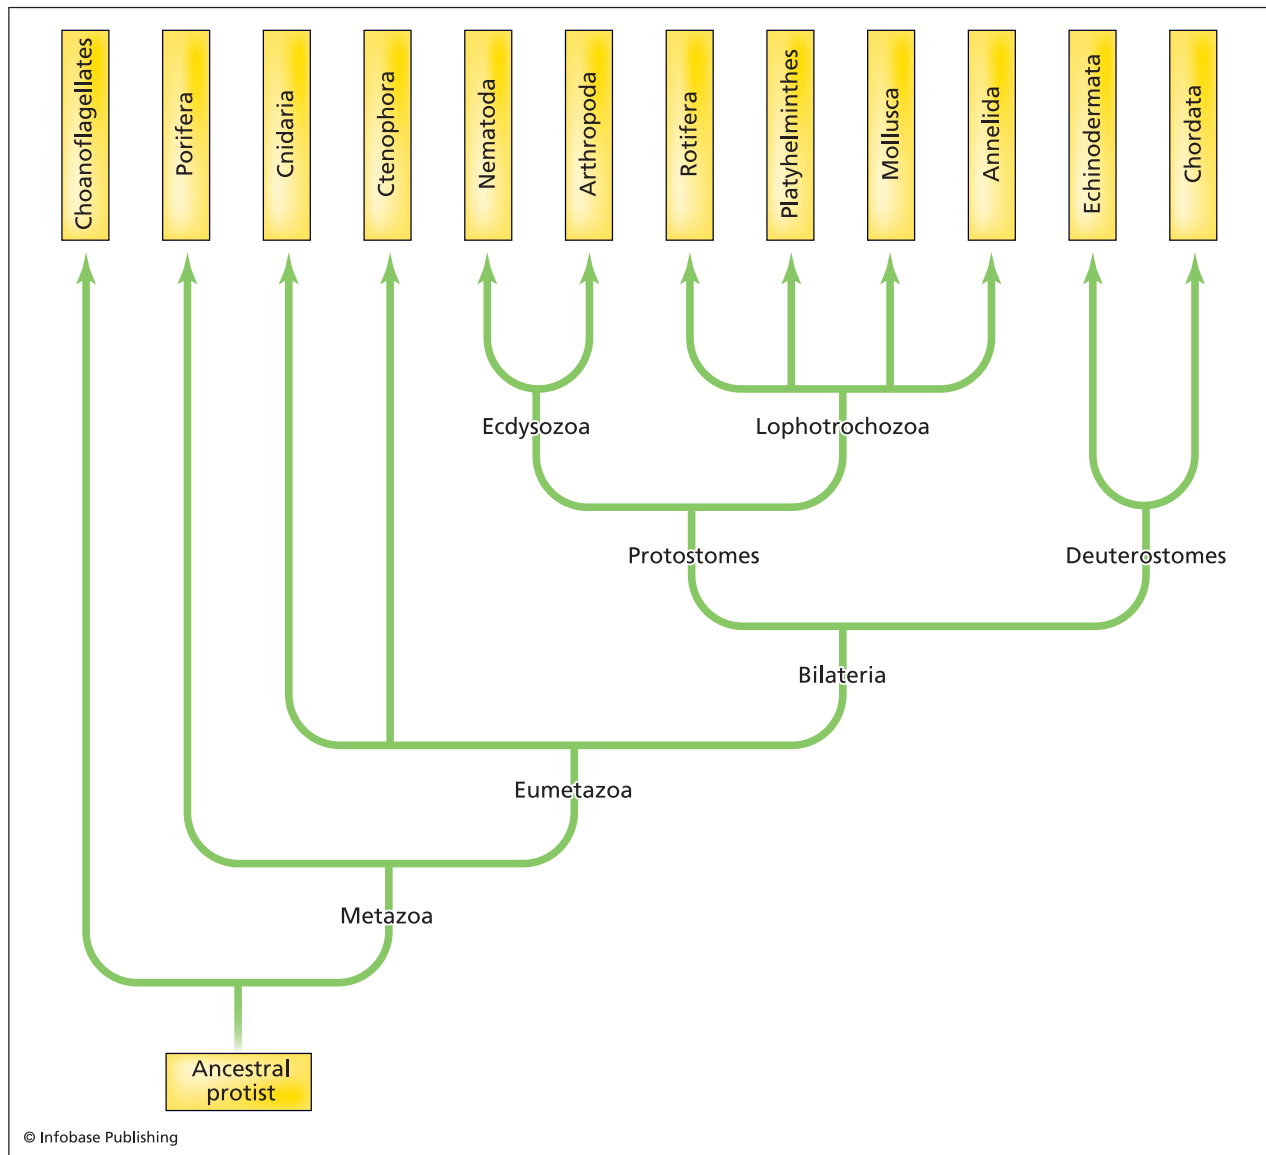 Choanoflagellates
Porifera
Cnidaria
Ctenophora
Nematoda
Arthropoda
Rotifera
Platyhelminthes
Mollusca
Annelida
Echinodermata
Chordata
Ecdysozoa
Lophotrochozoa
Protostomes
Deuterostomes
Bilateria
Eumetazoa
Metazoa
Ancestral
protist
© Infobase Publishing